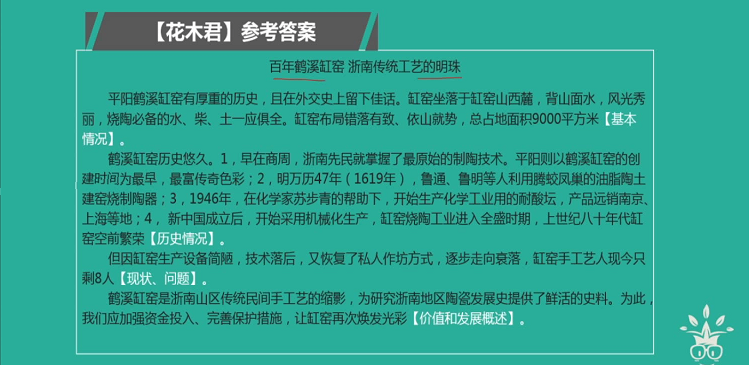 【花木君】参考答案
百年鹤溪缸窑 浙南传统工艺的明珠
平阳鹤溪缸窑有厚重的历史，且在外交史上留下佳话。缸窑坐落于缸窑山西麓，背山面水，风光秀
丽，烧陶必备的水、柴、土一应俱全。缸窑布局错落有致、依山就势，总占地面积9000平方米【基本
情况】。
鹤溪缸窑历史悠久。1，早在商周，浙南先民就掌握了最原始的制陶技术。平阳则以鹤溪缸窑的创
建时间为最早，最富传奇色彩；2，明万历47年（1619年），鲁通、鲁明等人利用腾蛟凤巢的油脂陶土
建窑烧制陶器；3，1946年，在化学家苏步青的帮助下，开始生产化学工业用的耐酸坛，产品远销南京、
上海等地；4， 新中国成立后，开始采用机械化生产，缸窑烧陶工业进入全盛时期，上世纪八十年代缸
窑空前繁荣【历史情况】。
但因缸窑生产设备简陋，技术落后，又恢复了私人作坊方式，逐步走向衰落，缸窑手工艺人现今只
剩8人【现状、问题】。
鹤溪缸窑是浙南山区传统民间手工艺的缩影，为研究浙南地区陶瓷发展史提供了鲜活的史料。为此，
我们应加强资金投入、完善保护措施，让缸窑再次焕发光彩【价值和发展概述】。